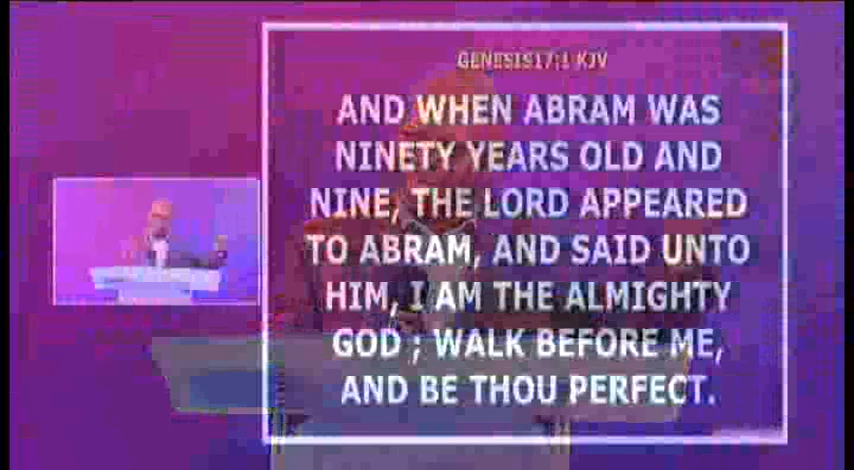 GENESIS17:1 KJV
AND WHEN ABRAM WAS
NINETY YEARS OLD AND
NINE, THE LORD APPEARED
TO ABRAM, AND SAID UNTO
HIM, I AM THE ALMIGHTY
GOD ; WALK BEFORE ME,
AND BE THOU PERFECT.